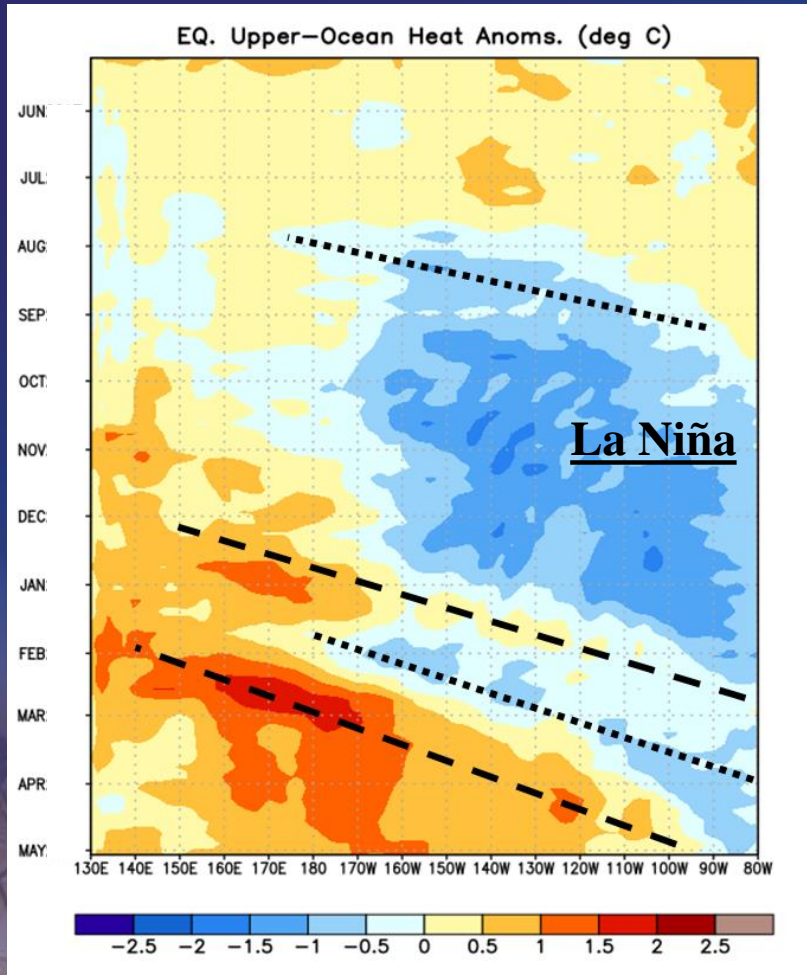 EQ. Upper-Ocean Heat Anoms. (deg C)
JUN
JUL
AUG
SEP
OCT
NOV
La Niña
DEC
JAN
FEB
MAR
APR
MAY
130E 140E 150E 160E 170E 180 170W 160W 150W 140W 130W 120W 110W 100W 90W 80W
-2.5 -2 -1.5 -1 -0.5 0 0.5 1 1.5 2 2.5